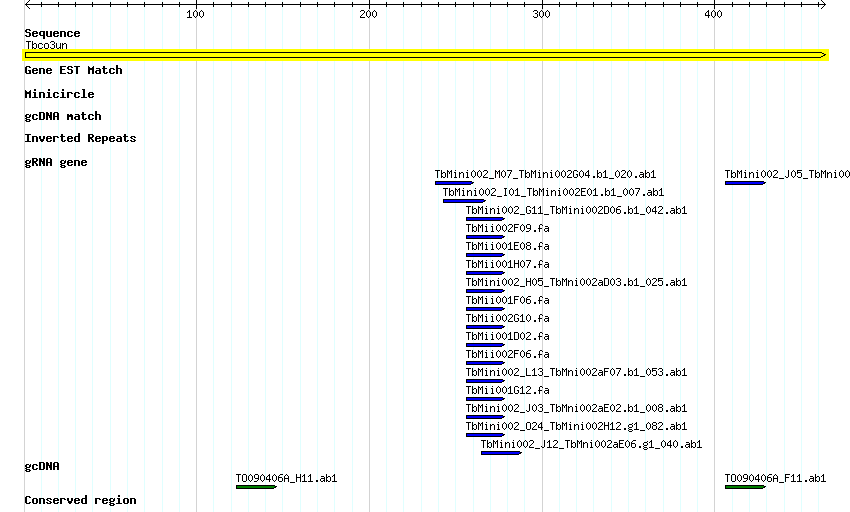 100 200 300 400
Sequence
Tbco3un
Gene EST Match
Minicircle
gcDNA match
Inverted Repeats
gRNA gene
TbMini002_M07_TbMini002G04.b1_020.ab1 TbMini002_J05_TbMni00
TbMini002_I01_TbMini002E01.b1_007.ab1
TbMini002_G11_TbMini002D06.b1_042.ab1
TbMii002F09.fa
TbMii001E08.fa
TbMii001H07.fa
TbMini002_H05_TbMni002aD03.b1_025.ab1
TbMii001F06.fa
TbMii002G10.fa
TbMii001D02.fa
TbMii002F06.fa
TbMini002_L13_TbMni002aF07.b1_053.ab1
TbMii001G12.fa
TbMini002_J03_TbMni002aE02.b1_008.ab1
TbMini002_O24_TbMini002H12.g1_082.ab1
TbMini002_J12_TbMni002aE06.g1_040.ab1
gcDNA
TO090406A_H11.ab1 TO090406A_F11.ab1
Conserved region